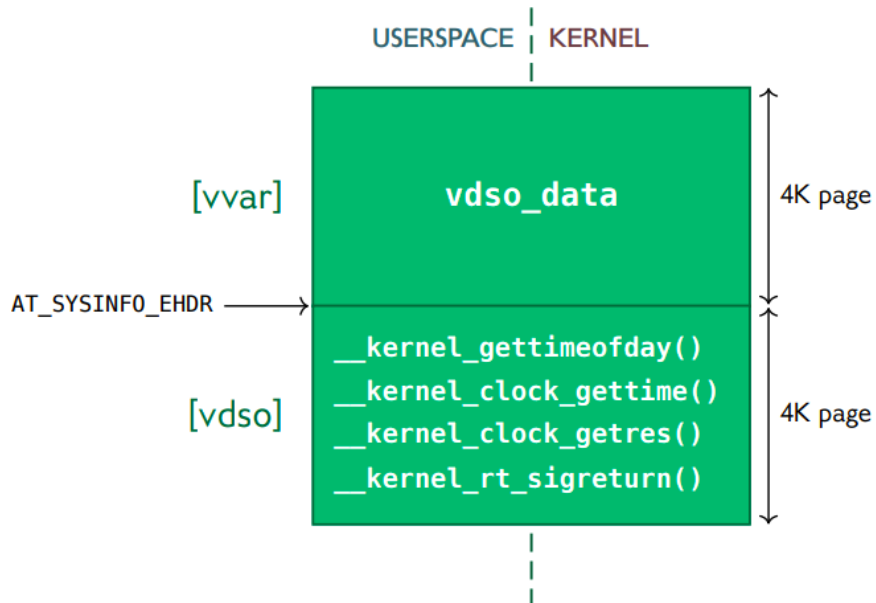 USERSPACE KERNEL
[vvar]
vdso_data
4K page
AT_SYSINFO_EHDR
[vdso]
__kernel_gettimeofday()
__kernel_clock_gettime()
__kernel_clock_getres()
__kernel_rt_sigreturn()
4K page